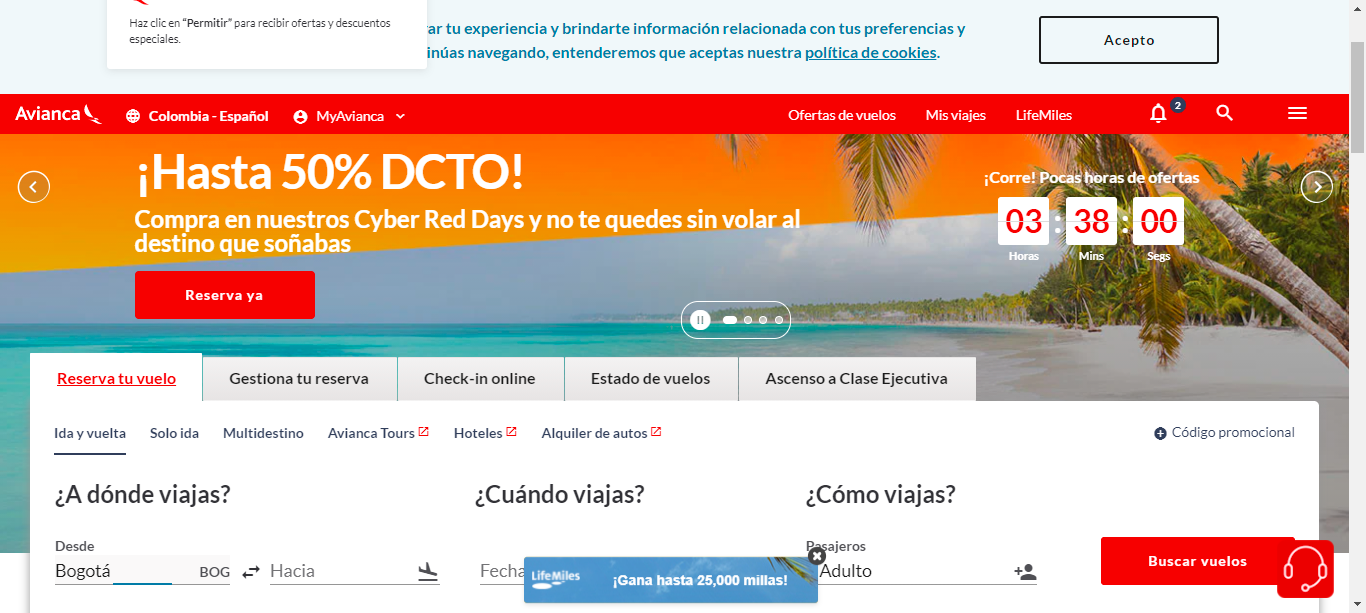 Haz clic en “Permitir” para recibir ofertas y descuentos
especiales.
rar tu experiencia y brindarte información relacionada con tus preferencias y
tinúas navegando, entenderemos que aceptas nuestra política de cookies.
Acepto
Avianca
Colombia - Español
MyAvianca
Ofertas de vuelos
Mis viajes
LifeMiles
2
¡Hasta 50% DCTO!
Compra en nuestros Cyber Red Days y no te quedes sin volar al
destino que soñabas
Reserva ya
¡Corre! Pocas horas de ofertas
03 : 38 : 00
Horas Mins Segs
Reserva tu vuelo
Gestiona tu reserva
Check-in online
Estado de vuelos
Ascenso a Clase Ejecutiva
Ida y vuelta
Solo ida
Multidestino
Avianca Tours
Hoteles
Alquiler de autos
Código promocional
¿A dónde viajas?
¿Cuándo viajas?
¿Cómo viajas?
Desde
Pasajeros
Bogotá BOG
Hacia
Fecha
Adulto
Buscar vuelos
LifeMiles
¡Gana hasta 25,000 millas!